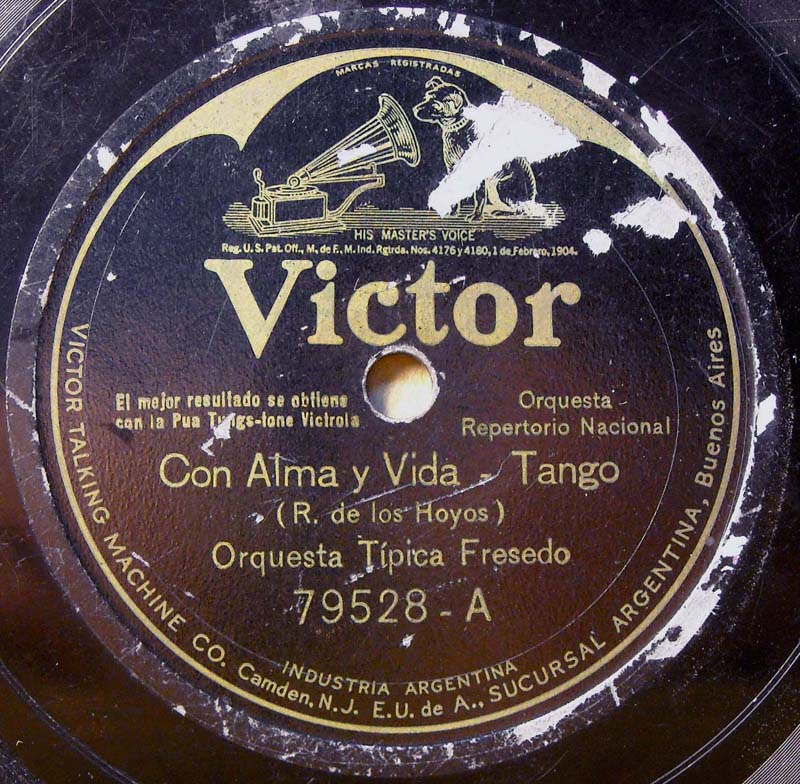 MARCAS REGISTRADAS
HIS MASTER'S VOICE
Reg. U.S. Pat. Off., M. de F., M. Ind. Rgtrda. Nos. 4176 y 4180, 1 de Febrero, 1904.
Victor
El mejor resultado se obtiene
con la Pua Tungs-tone Victrola
Orquesta
Repertorio Nacional
Con Alma y Vida - Tango
(R. de los Hoyos)
Orquesta Típica Fresedo
79528 - A
INDUSTRIA ARGENTINA
VICTOR TALKING MACHINE CO. Camden, N.J. E.U. de A., SUCURSAL ARGENTINA, Buenos Aires